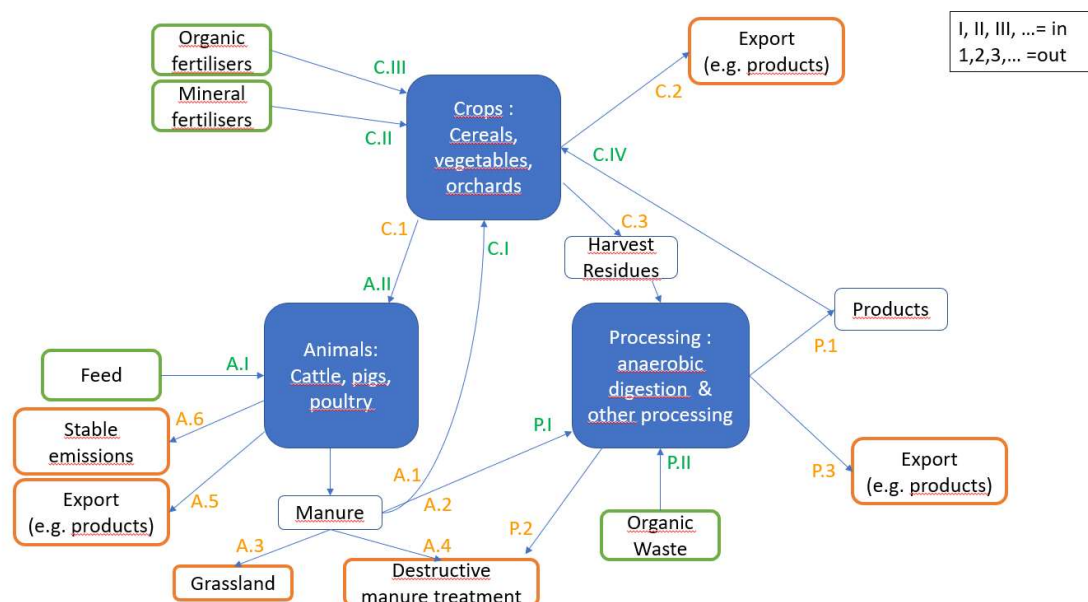 I, II, III, …= in
1,2,3,… =out
Organic
fertilisers
Mineral
fertilisers
C.III
C.II
Crops :
Cereals,
vegetables,
orchards
Export
(e.g. products)
C.2
C.IV
C.1
C.I
C.3
Harvest
Residues
A.II
Products
P.1
Feed
A.I
Animals:
Cattle, pigs,
poultry
Processing :
anaerobic
digestion &
other processing
Stable
emissions
A.6
Export
(e.g. products)
A.5
Manure
A.1
A.2
P.I
P.II
P.3
Export
(e.g. products)
A.3
A.4
P.2
Organic
Waste
Grassland
Destructive
manure treatment